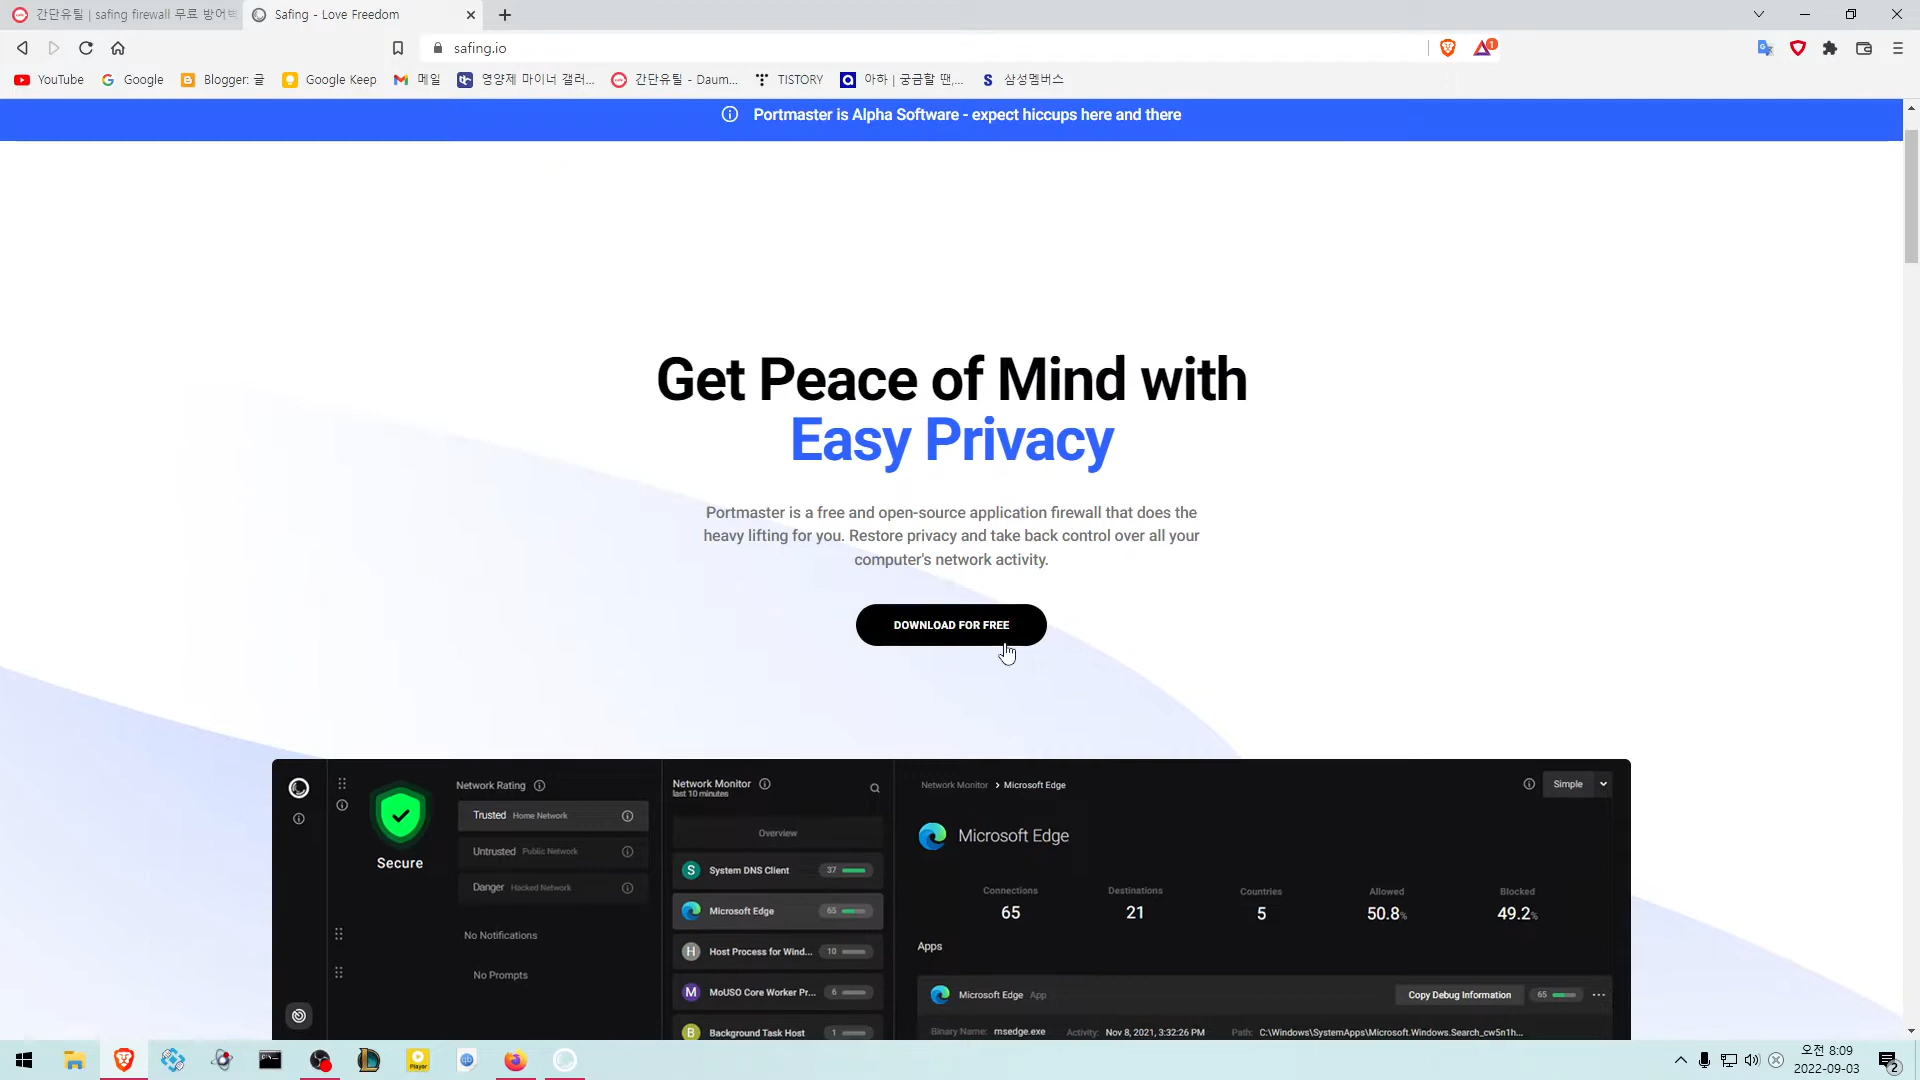 간단유틸 | safing firewall 무료 방어벽
Safing - Love Freedom
safing.io
1
YouTube
Google
Blogger: 글
Google Keep
메일
영양제 마이너 갤러...
간단유틸 - Daum...
TISTORY
아하 | 궁금할 땐,...
삼성멤버스
Portmaster is Alpha Software - expect hiccups here and there
Get Peace of Mind with
Easy Privacy
Portmaster is a free and open-source application firewall that does the
heavy lifting for you. Restore privacy and take back control over all your
computer's network activity.
DOWNLOAD FOR FREE
Secure
Network Rating
Trusted Home Network
Untrusted Public Network
Danger Hacked Network
No Notifications
No Prompts
Network Monitor
last 10 minutes
Overview
S System DNS Client 37
Microsoft Edge 65
H Host Process for Wind... 10
M MoUSO Core Worker Pr... 6
B Background Task Host 1
Network Monitor > Microsoft Edge
Simple
Microsoft Edge
Connections Destinations Countries Allowed Blocked
65 21 5 50.8% 49.2%
Apps
Microsoft Edge App
Copy Debug Information 65
Binary Name: msedge.exe Activity: Nov 8, 2021, 3:32:26 PM Path: C:\Windows\SystemApps\Microsoft.Windows.Search_cw5n1h...
Player
qb
오전 8:09
2022-09-03
2